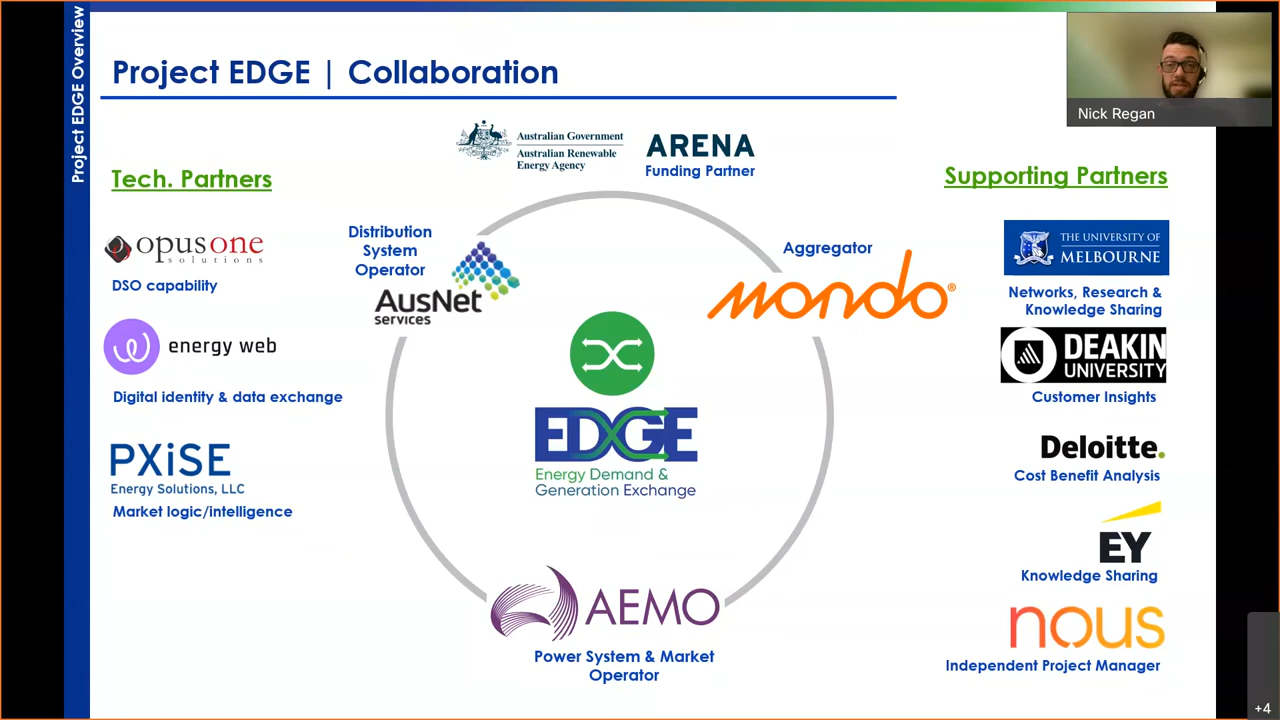 Project EDGE Overview
Project EDGE | Collaboration
Nick Regan
Australian Government
Australian Renewable
Energy Agency
ARENA
Funding Partner
Tech. Partners
opusone
solutions
DSO capability
energy web
Digital identity & data exchange
PXiSE
Energy Solutions, LLC
Market logic/intelligence
Distribution
System
Operator
AusNet
services
Aggregator
mondo®
EDGE
Energy Demand &
Generation Exchange
AEMO
Power System & Market
Operator
Supporting Partners
THE UNIVERSITY OF
MELBOURNE
Networks, Research &
Knowledge Sharing
DEAKIN
UNIVERSITY
Customer Insights
Deloitte.
Cost Benefit Analysis
EY
Knowledge Sharing
nous
Independent Project Manager
+4